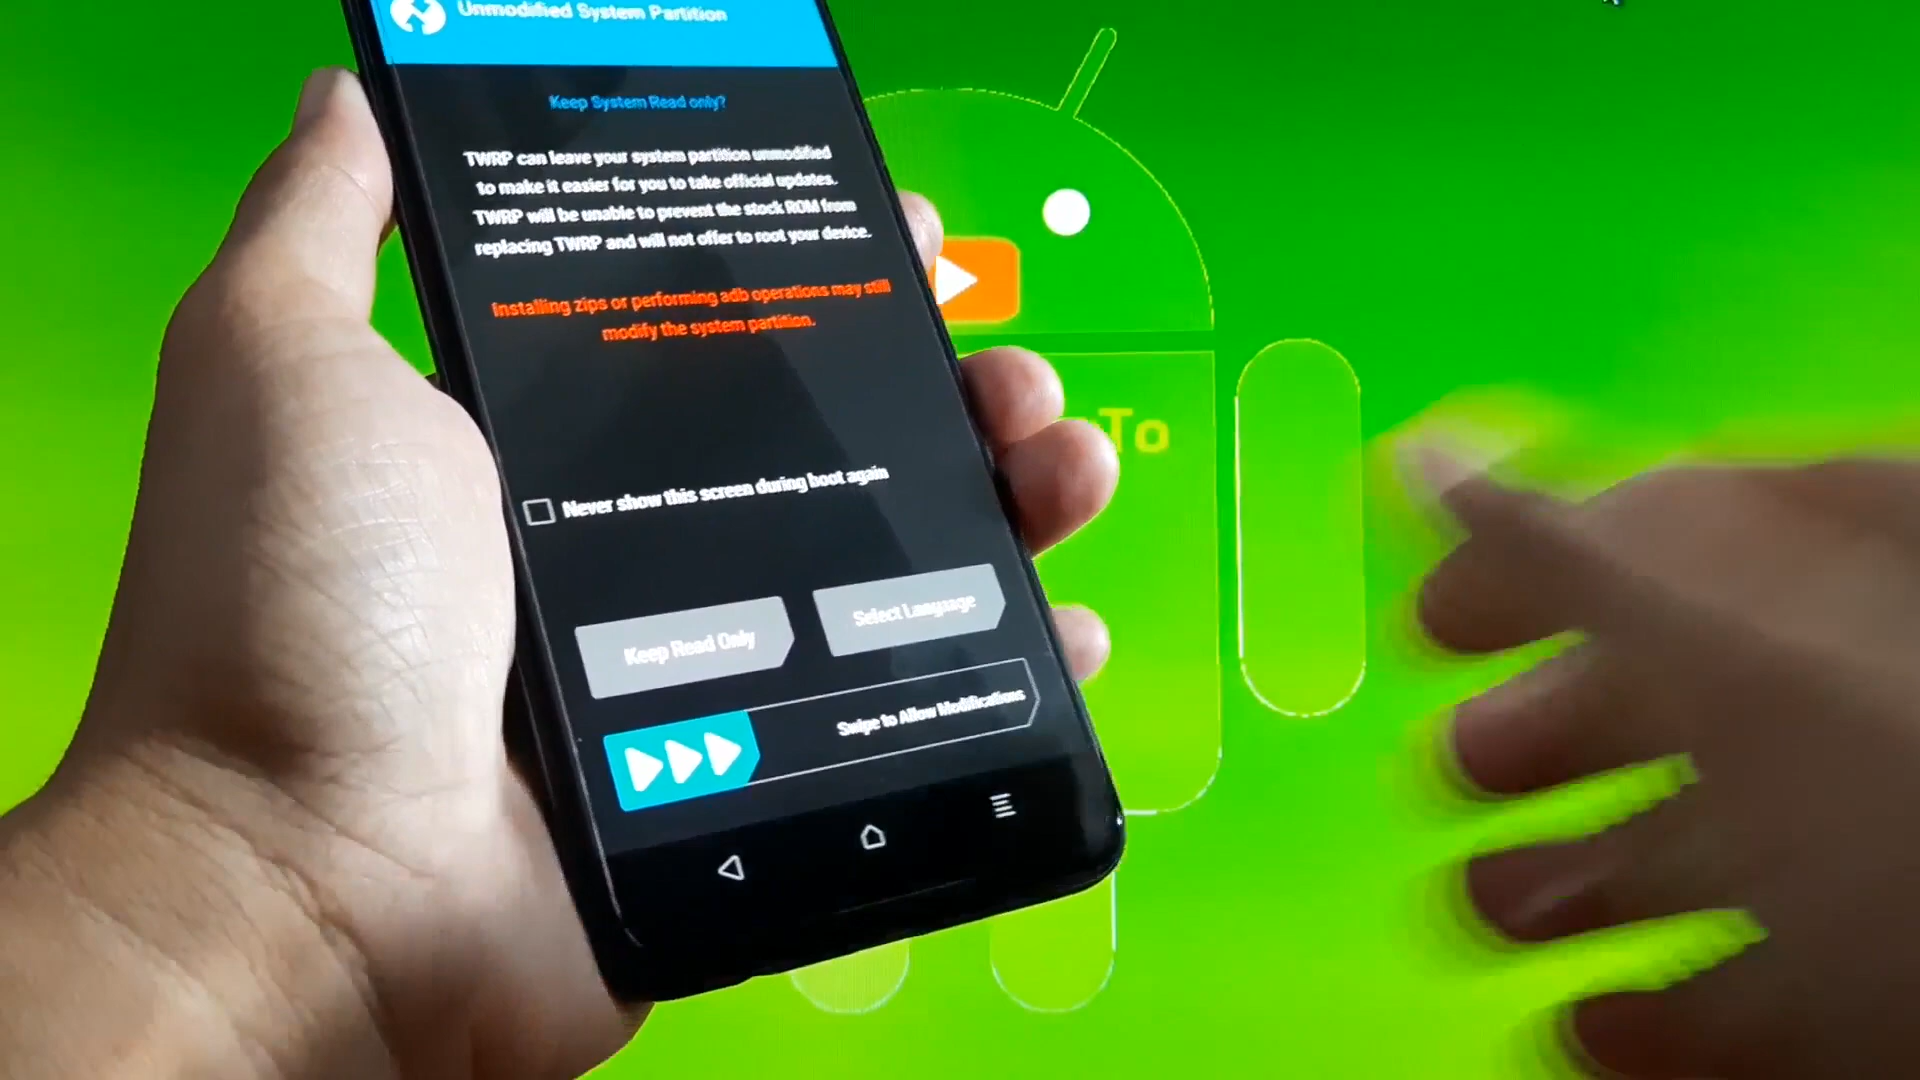 Unmodified System Partition
Keep System Read only?
TWRP can leave your system partition unmodified
to make it easier for you to take official updates.
TWRP will be unable to prevent the stock ROM from
replacing TWRP and will not offer to root your device.
Installing zips or performing adb operations may still
modify the system partition.
To
Never show this screen during boot again
Keep Read Only
Select Language
Swipe to Allow Modifications